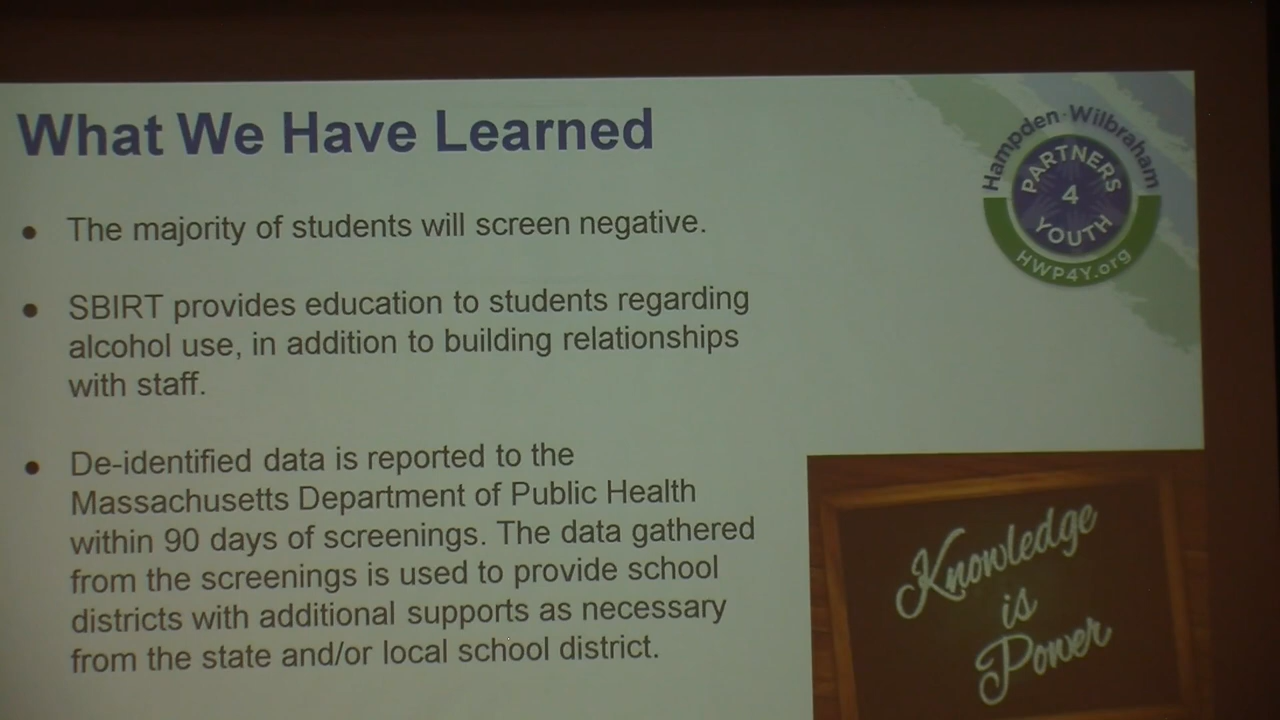 What We Have Learned
● The majority of students will screen negative.
● SBIRT provides education to students regarding
alcohol use, in addition to building relationships
with staff.
● De-identified data is reported to the
Massachusetts Department of Public Health
within 90 days of screenings. The data gathered
from the screenings is used to provide school
districts with additional supports as necessary
from the state and/or local school district.
Hampden·Wilbraham
PARTNERS
4
YOUTH
HWP4Y.org
Knowledge
is
Power